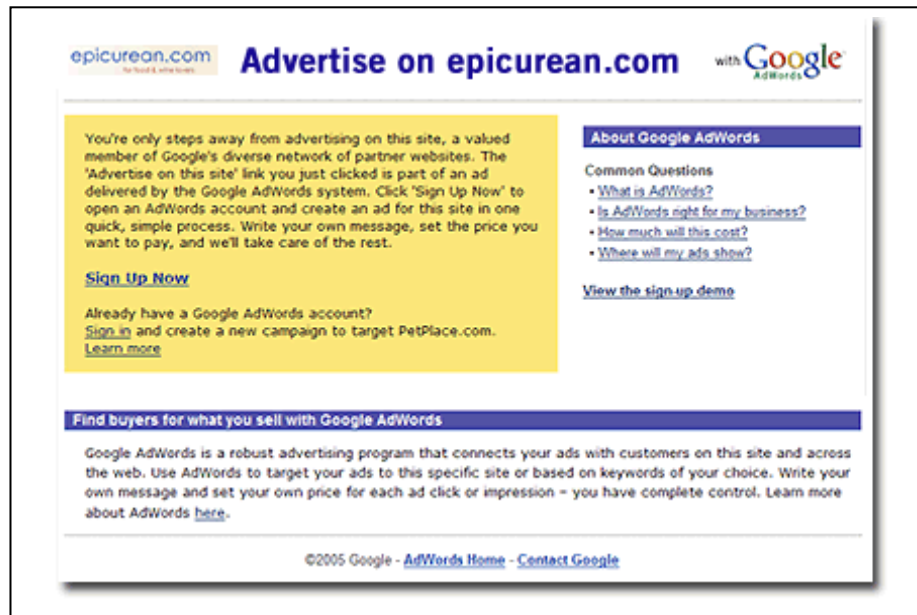 epicurean.com
for food & wine lovers
Advertise on epicurean.com
with Google
AdWords
You're only steps away from advertising on this site, a valued
member of Google's diverse network of partner websites. The
'Advertise on this site' link you just clicked is part of an ad
delivered by the Google AdWords system. Click 'Sign Up Now' to
open an AdWords account and create an ad for this site in one
quick, simple process. Write your own message, set the price you
want to pay, and we'll take care of the rest.
Sign Up Now
Already have a Google AdWords account?
Sign in and create a new campaign to target PetPlace.com.
Learn more
About Google AdWords
Common Questions
• What is AdWords?
• Is AdWords right for my business?
• How much will this cost?
• Where will my ads show?
View the sign-up demo
Find buyers for what you sell with Google AdWords
Google AdWords is a robust advertising program that connects your ads with customers on this site and across
the web. Use AdWords to target your ads to this specific site or based on keywords of your choice. Write your
own message and set your own price for each ad click or impression – you have complete control. Learn more
about AdWords here.
©2005 Google - AdWords Home - Contact Google